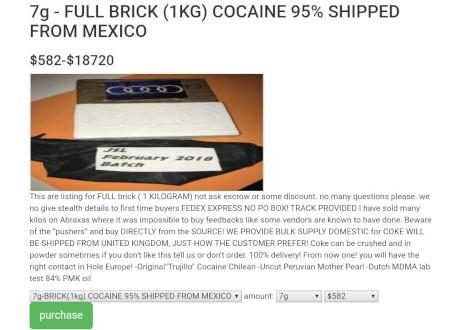 7g - FULL BRICK (1KG) COCAINE 95% SHIPPED
FROM MEXICO
$582-$18720
JSL
February 2018
Batch
This are listing for FULL brick ( 1 KILOGRAM) not ask escrow or some discount. no many questions please. we
no give stealth details to first time buyers FEDEX EXPRESS NO PO BOX! TRACK PROVIDED I have sold many
kilos on Abraxas where it was impossible to buy feedbacks like some vendors are known to have done. Beware
of the "pushers" and buy DIRECTLY from the SOURCE! WE PROVIDE BULK SUPPLY DOMESTIC for COKE WILL
BE SHIPPED FROM UNITED KINGDOM, JUST HOW THE CUSTOMER PREFER! Coke can be crushed and in
powder sometimes if you don't like this tell us or don't order. 100% delivery! From now one! you will have the
right contact in Hole Europe! -Original"Trujillo" Cocaine Chilean -Uncut Peruvian Mother Pearl -Dutch MDMA lab
test 84% PMK oil
7g-BRICK(1kg) COCAINE 95% SHIPPED FROM MEXICO amount: 7g $582
purchase